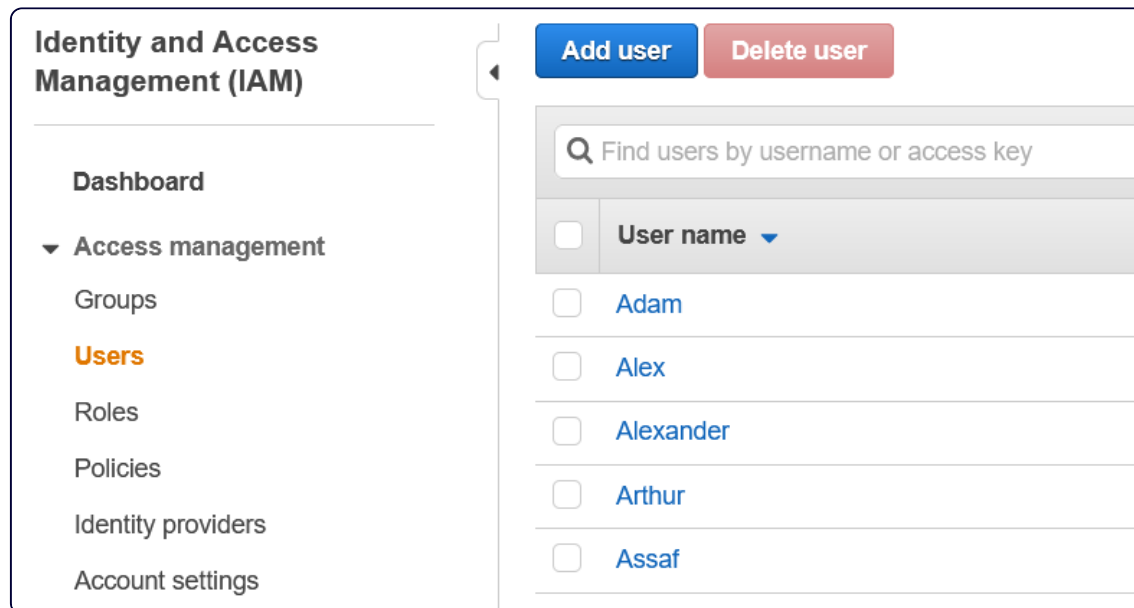 Identity and Access
Management (IAM)
Dashboard
Access management
Groups
Users
Roles
Policies
Identity providers
Account settings
Add user
Delete user
Find users by username or access key
User name
Adam
Alex
Alexander
Arthur
Assaf